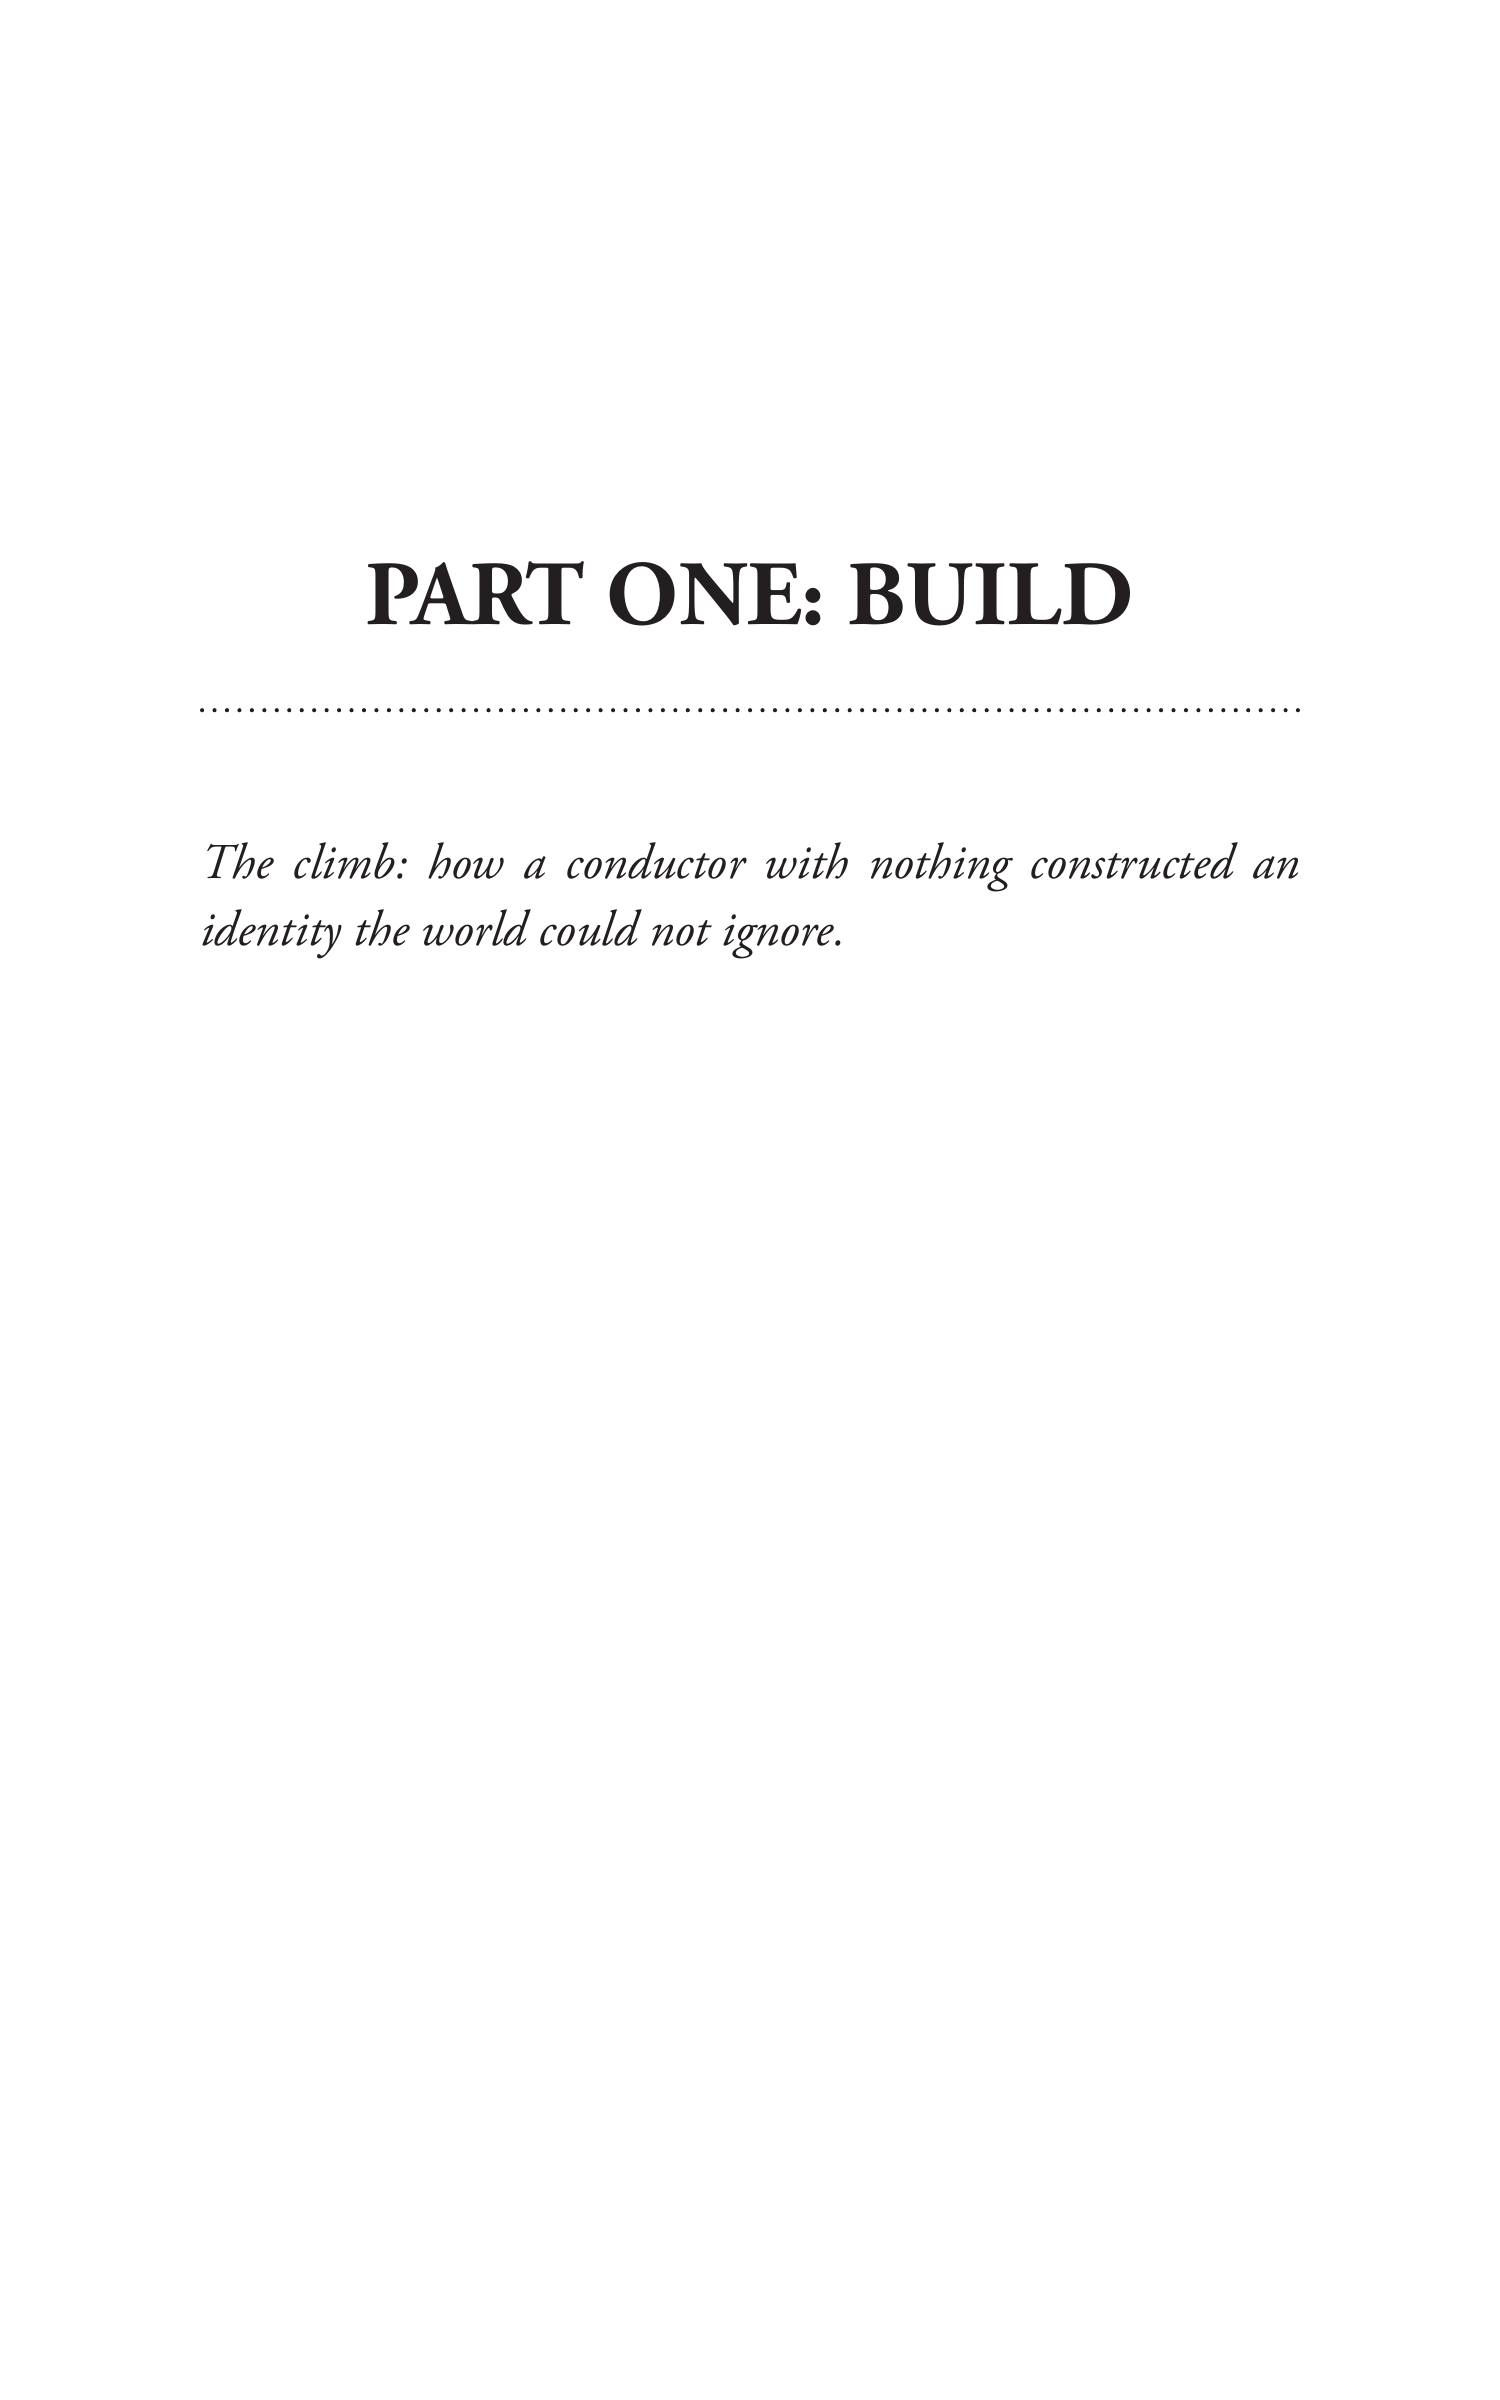 PART ONE: BUILD
The climb: how a conductor with nothing constructed an
identity the world could not ignore.